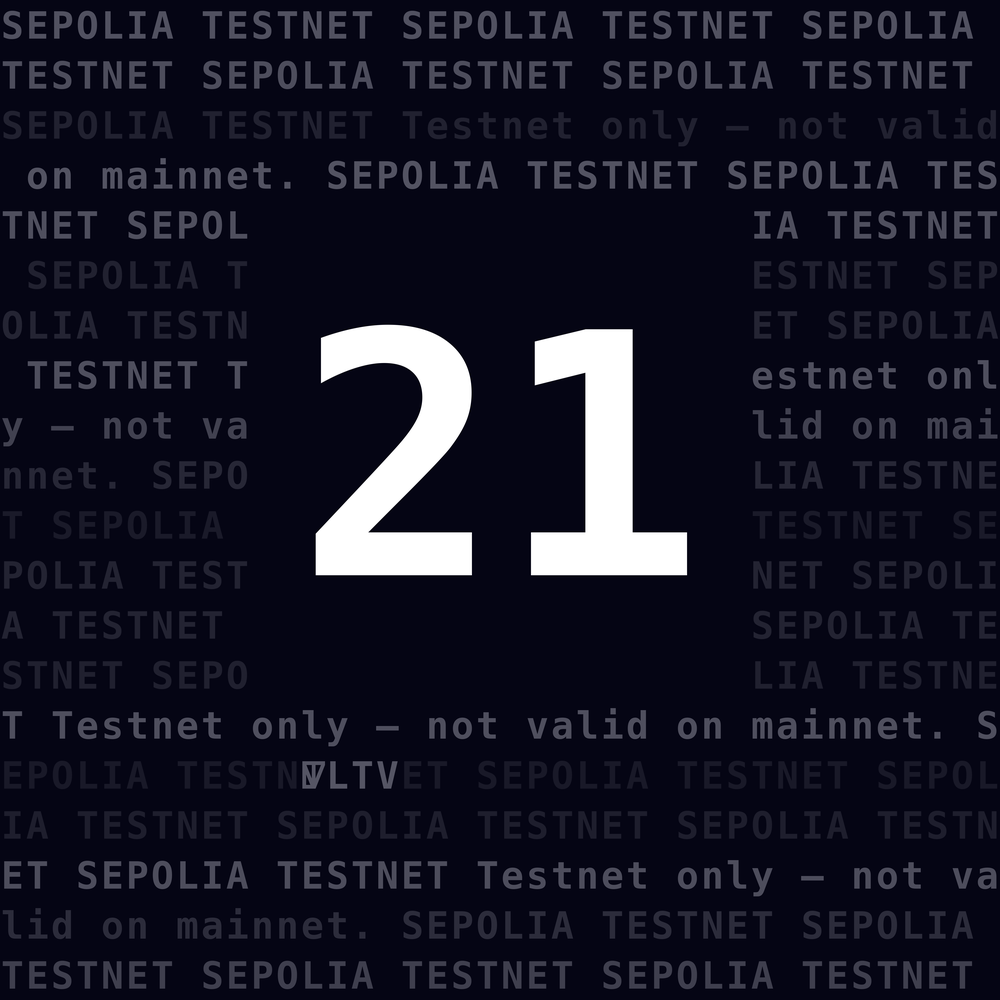 SEPOLIA TESTNET SEPOLIA TESTNET SEPOLIA
TESTNET SEPOLIA TESTNET SEPOLIA TESTNET
SEPOLIA TESTNET Testnet only — not valid
on mainnet. SEPOLIA TESTNET SEPOLIA TES
TNET SEPOL IA TESTNET
SEPOLIA T ESTNET SEP
OLIA TESTN ET SEPOLIA
TESTNET T estnet onl
21
y — not va lid on mai
nnet. SEPO LIA TESTNE
T SEPOLIA TESTNET SE
POLIA TEST NET SEPOLI
A TESTNET SEPOLIA TE
STNET SEPO LIA TESTNE
T Testnet only — not valid on mainnet. S
EPOLIA TESTN VLTV ET SEPOLIA TESTNET SEPOL
IA TESTNET SEPOLIA TESTNET SEPOLIA TESTN
ET SEPOLIA TESTNET Testnet only — not va
lid on mainnet. SEPOLIA TESTNET SEPOLIA
TESTNET SEPOLIA TESTNET SEPOLIA TESTNET